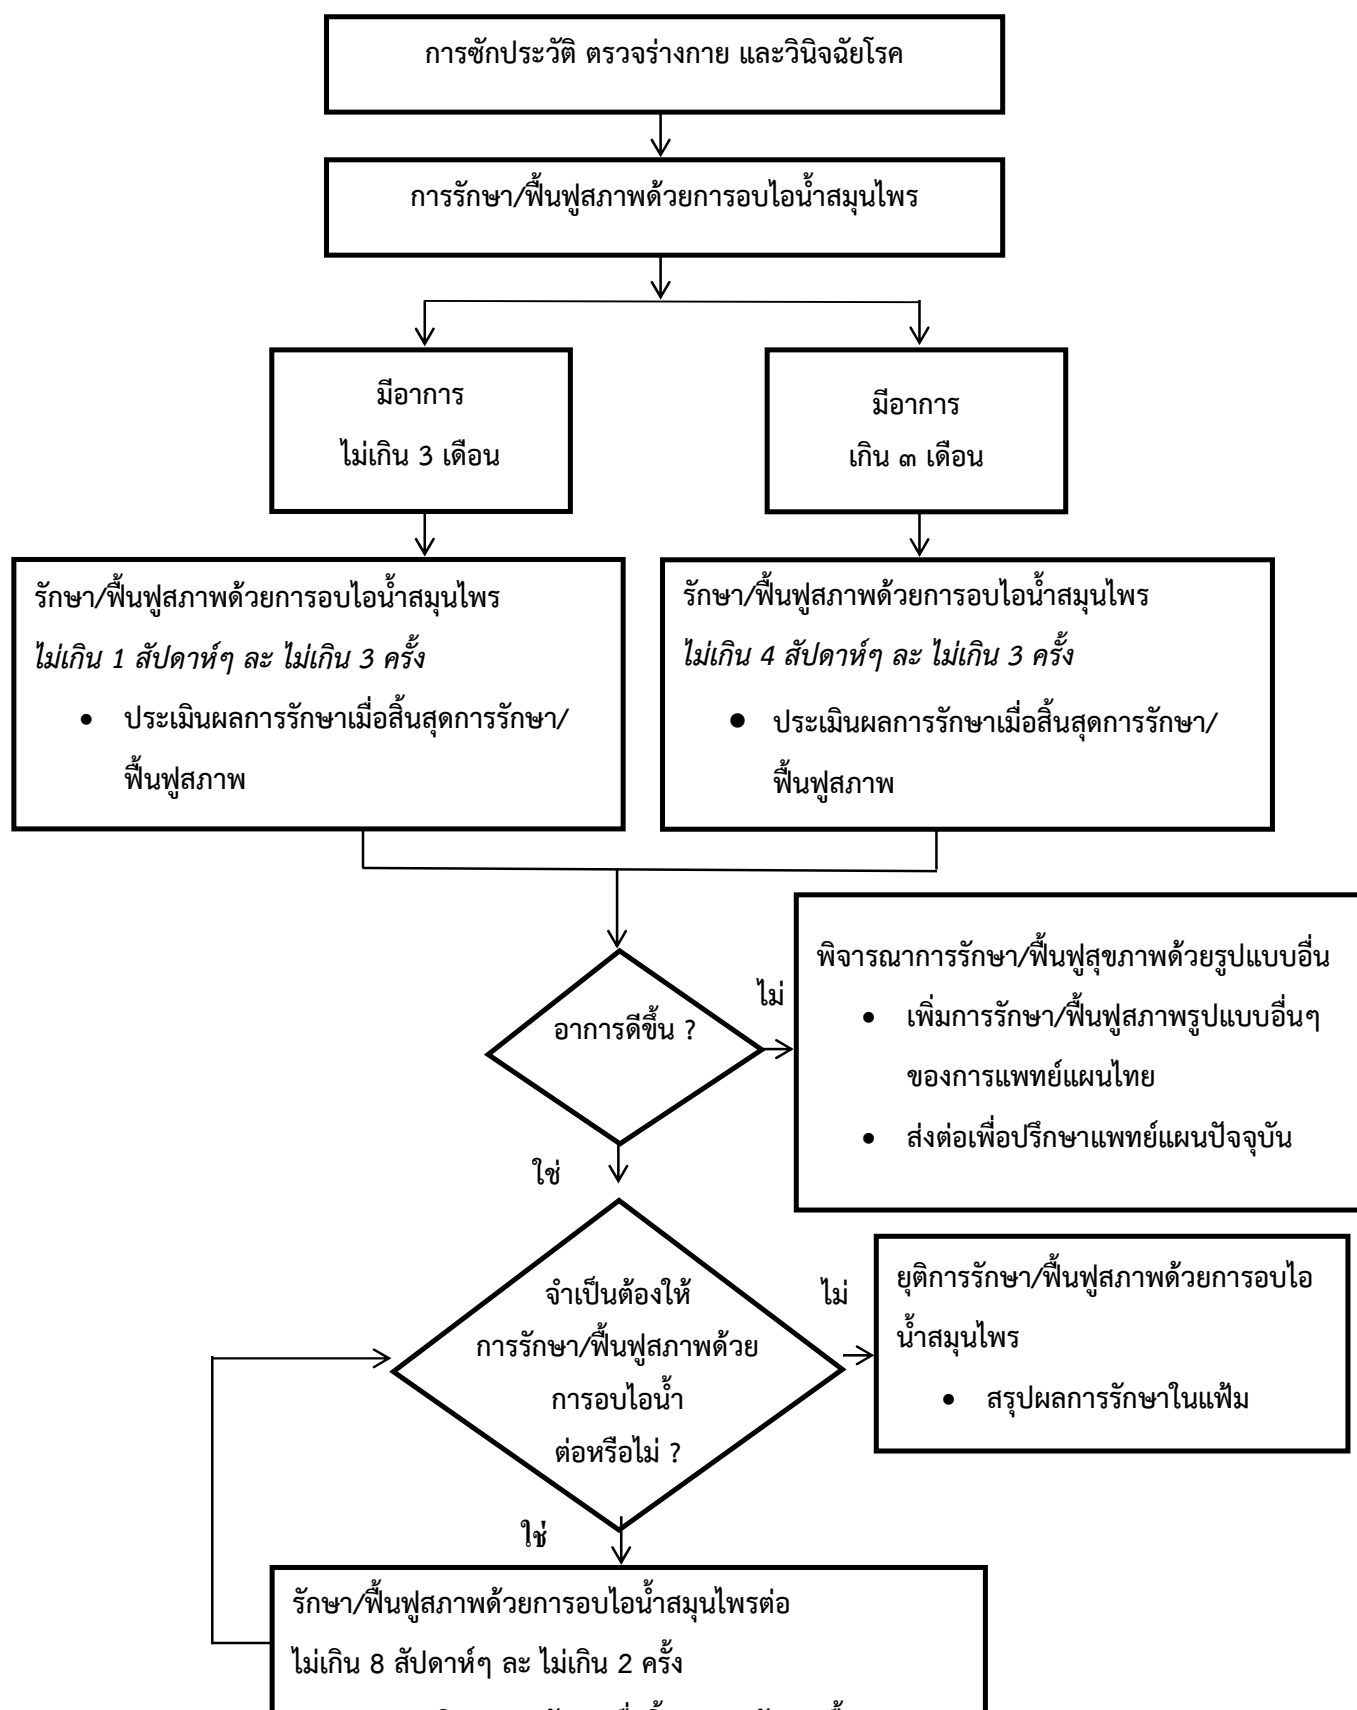 การซักประวัติ ตรวจร่างกาย และวินิจฉัยโรค
การรักษา/ฟื้นฟูสภาพด้วยการอบไอน้ำสมุนไพร
มีอาการ
ไม่เกิน 3 เดือน
มีอาการ
เกิน ๓ เดือน
รักษา/ฟื้นฟูสภาพด้วยการอบไอน้ำสมุนไพร
ไม่เกิน 1 สัปดาห์ๆ ละ ไม่เกิน 3 ครั้ง
• ประเมินผลการรักษาเมื่อสิ้นสุดการรักษา/
ฟื้นฟูสภาพ
รักษา/ฟื้นฟูสภาพด้วยการอบไอน้ำสมุนไพร
ไม่เกิน 4 สัปดาห์ๆ ละ ไม่เกิน 3 ครั้ง
• ประเมินผลการรักษาเมื่อสิ้นสุดการรักษา/
ฟื้นฟูสภาพ
อาการดีขึ้น ?
ไม่
พิจารณาการรักษา/ฟื้นฟูสุขภาพด้วยรูปแบบอื่น
• เพิ่มการรักษา/ฟื้นฟูสภาพรูปแบบอื่นๆ
ของการแพทย์แผนไทย
• ส่งต่อเพื่อปรึกษาแพทย์แผนปัจจุบัน
ใช่
จำเป็นต้องให้
การรักษา/ฟื้นฟูสภาพด้วย
การอบไอน้ำ
ต่อหรือไม่ ?
ไม่
ยุติการรักษา/ฟื้นฟูสภาพด้วยการอบไอ
น้ำสมุนไพร
• สรุปผลการรักษาในแฟ้ม
ใช่
รักษา/ฟื้นฟูสภาพด้วยการอบไอน้ำสมุนไพรต่อ
ไม่เกิน 8 สัปดาห์ๆ ละ ไม่เกิน 2 ครั้ง